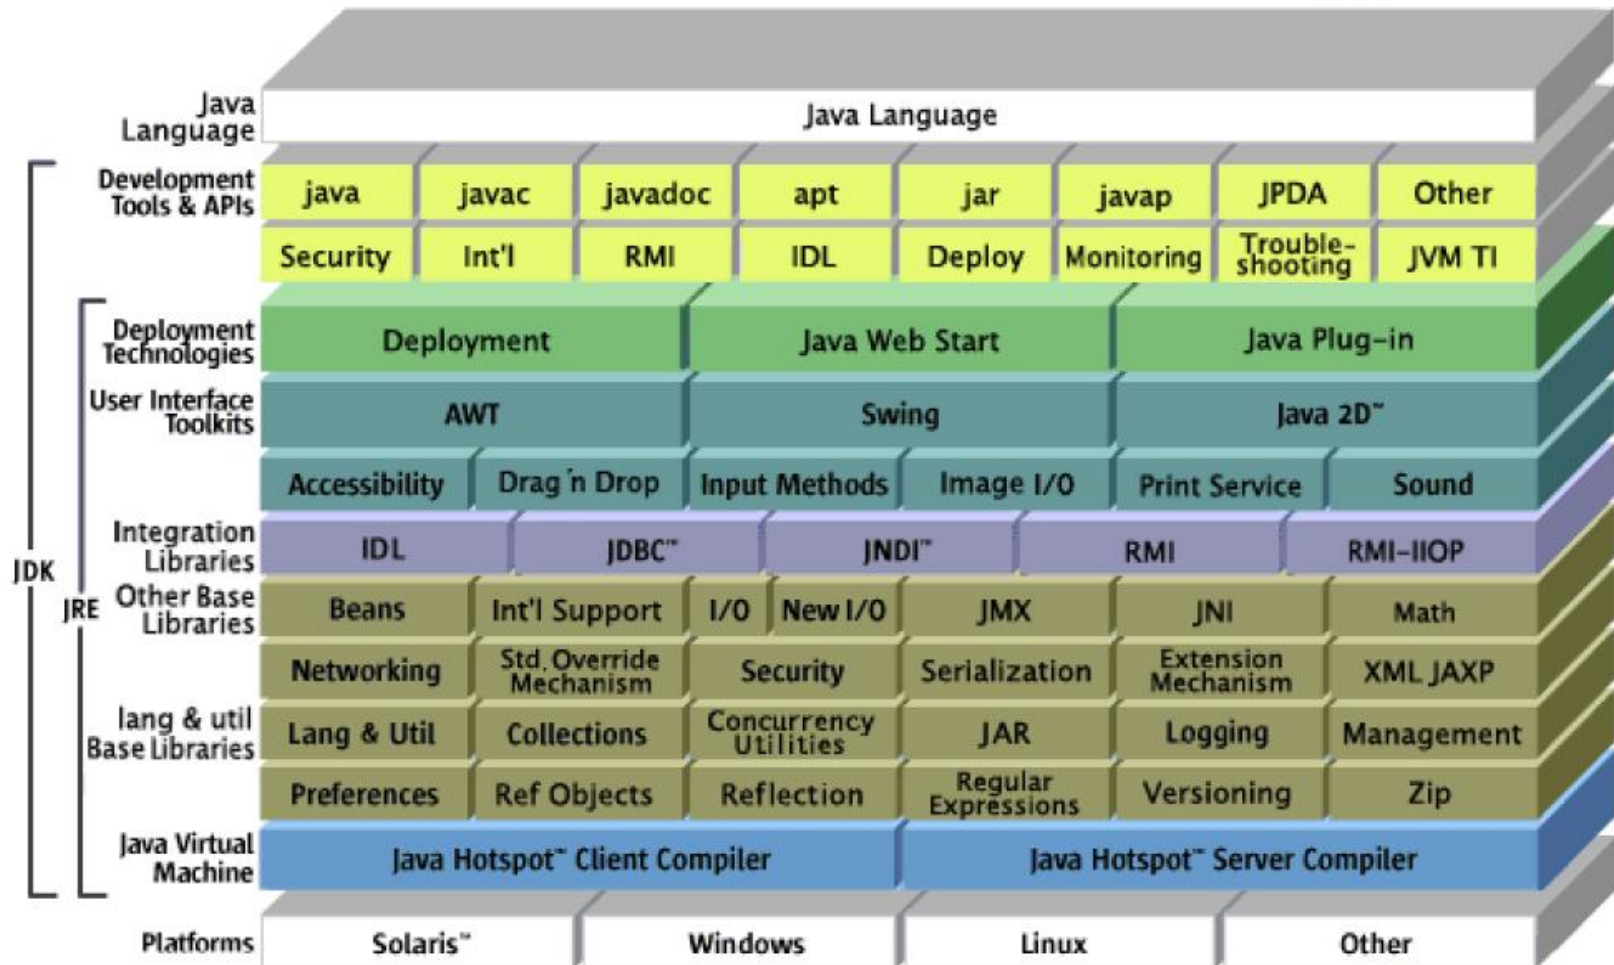 Java
Language
Java Language
Development
Tools & APIs
java javac javadoc apt jar javap JPDA Other
Security Int'l RMI IDL Deploy Monitoring Trouble-
shooting JVM TI
Deployment
Technologies
Deployment Java Web Start Java Plug-in
User Interface
Toolkits
AWT Swing Java 2D™
Accessibility Drag 'n Drop Input Methods Image I/O Print Service Sound
Integration
Libraries
IDL JDBC™ JNDI™ RMI RMI-IIOP
JDK
JRE
Other Base
Libraries
Beans Int'l Support I/O New I/O JMX JNI Math
Networking Std. Override
Mechanism Security Serialization Extension
Mechanism XML JAXP
lang & util
Base Libraries
Lang & Util Collections Concurrency
Utilities JAR Logging Management
Preferences Ref Objects Reflection Regular
Expressions Versioning Zip
Java Virtual
Machine
Java Hotspot™ Client Compiler Java Hotspot™ Server Compiler
Platforms
Solaris™ Windows Linux Other